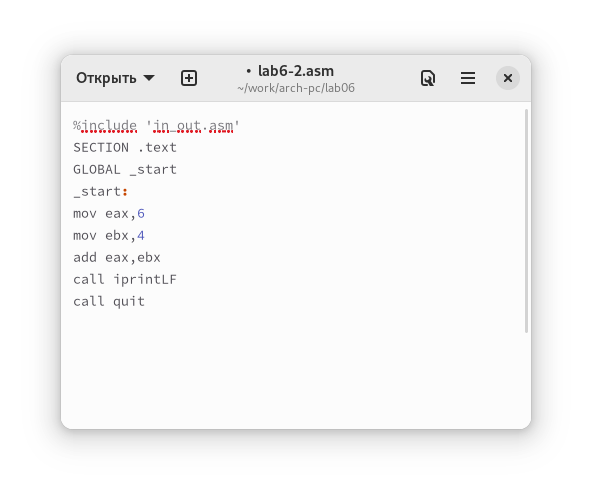 Открыть
• lab6-2.asm
~/work/arch-pc/lab06
%include 'in_out.asm'
SECTION .text
GLOBAL _start
_start:
mov eax,6
mov ebx,4
add eax,ebx
call iprintLF
call quit